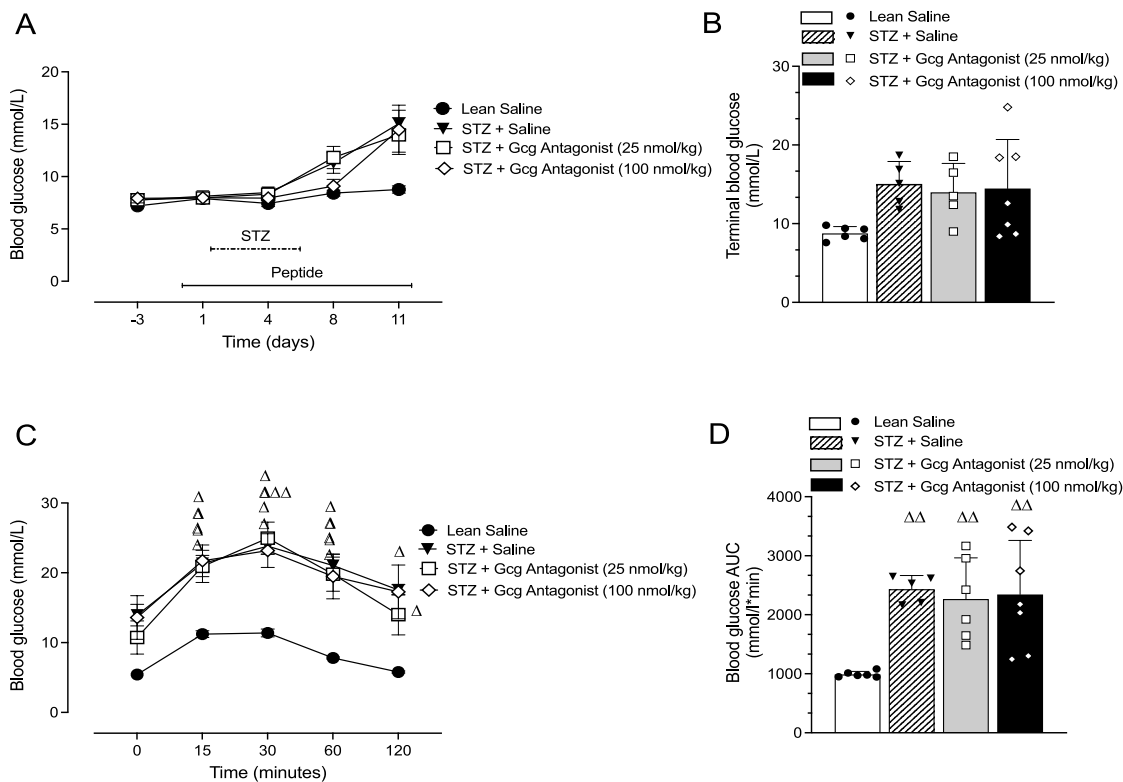 A
Blood glucose (mmol/L)
20
15
10
5
0
Lean Saline
STZ + Saline
STZ + Gcg Antagonist (25 nmol/kg)
STZ + Gcg Antagonist (100 nmol/kg)
STZ
Peptide
-3 1 4 8 11
Time (days)
B
Lean Saline
STZ + Saline
STZ + Gcg Antagonist (25 nmol/kg)
STZ + Gcg Antagonist (100 nmol/kg)
Terminal blood glucose
(mmol/L)
30
20
10
0
C
Blood glucose (mmol/L)
30
20
10
0
Δ
Δ
Δ
Δ
Δ
Δ Δ Δ
Δ
Δ
Δ
Δ
Δ
Δ
Δ
Δ
Δ
Lean Saline
STZ + Saline
STZ + Gcg Antagonist (25 nmol/kg)
STZ + Gcg Antagonist (100 nmol/kg)
0 15 30 60 120
Time (minutes)
D
Lean Saline
STZ + Saline
STZ + Gcg Antagonist (25 nmol/kg)
STZ + Gcg Antagonist (100 nmol/kg)
Blood glucose AUC
(mmol/l*min)
4000
3000
2000
1000
0
ΔΔ ΔΔ ΔΔ